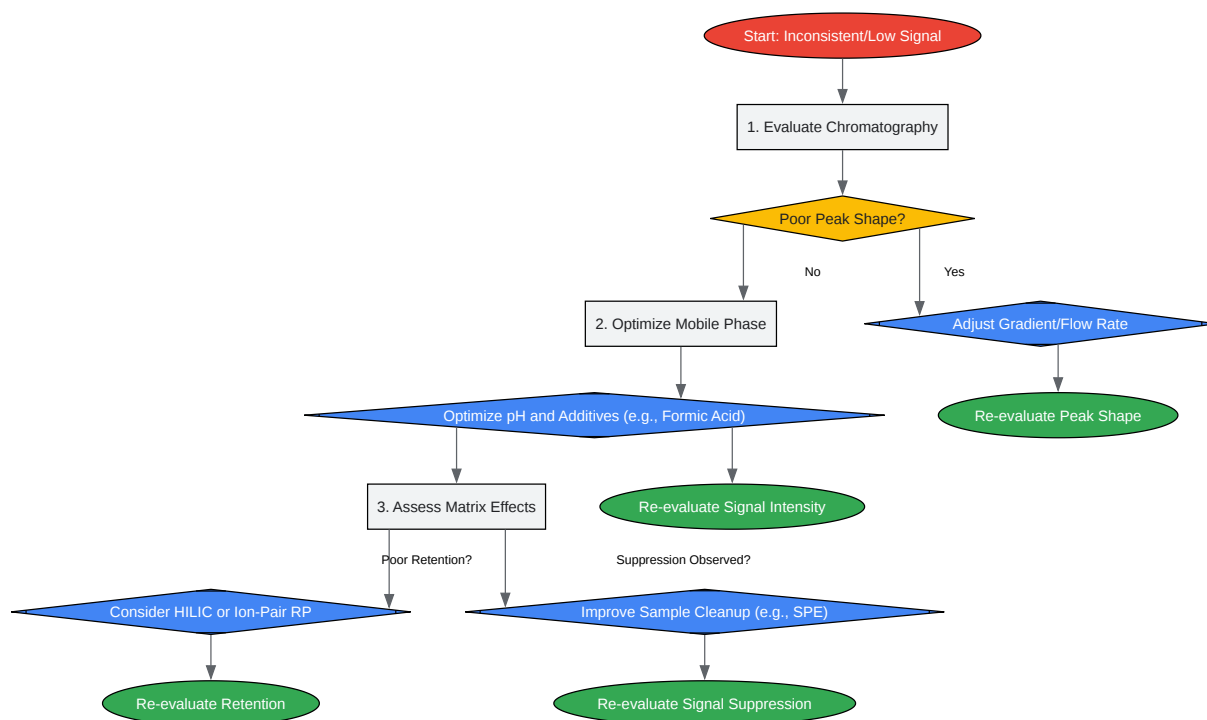 Start: Inconsistent/Low Signal
1. Evaluate Chromatography
Poor Peak Shape?
No
Yes
2. Optimize Mobile Phase
Adjust Gradient/Flow Rate
Optimize pH and Additives (e.g., Formic Acid)
Re-evaluate Peak Shape
3. Assess Matrix Effects
Re-evaluate Signal Intensity
Poor Retention?
Suppression Observed?
Consider HILIC or Ion-Pair RP
Improve Sample Cleanup (e.g., SPE)
Re-evaluate Retention
Re-evaluate Signal Suppression